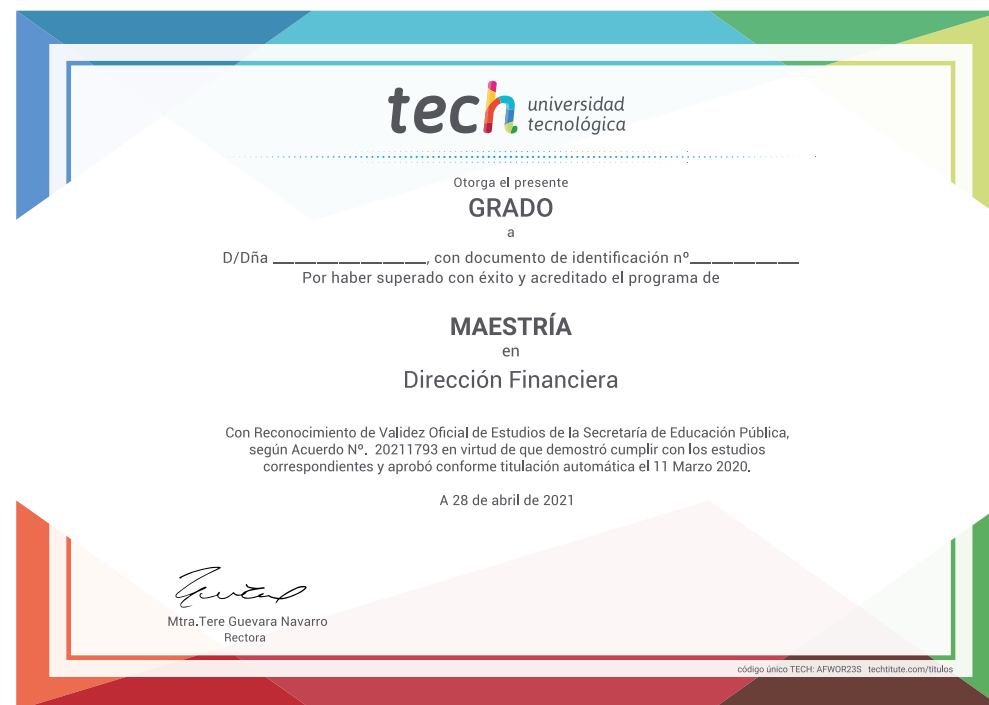 tech universidad
tecnológica
Otorga el presente
GRADO
a
D/Dña __________________, con documento de identificación nº_____________
Por haber superado con éxito y acreditado el programa de
MAESTRÍA
en
Dirección Financiera
Con Reconocimiento de Validez Oficial de Estudios de la Secretaría de Educación Pública,
según Acuerdo Nº. 20211793 en virtud de que demostró cumplir con los estudios
correspondientes y aprobó conforme titulación automática el 11 Marzo 2020.
A 28 de abril de 2021
Mtra.Tere Guevara Navarro
Rectora
código único TECH: AFWOR23S techtitute.com/titulos